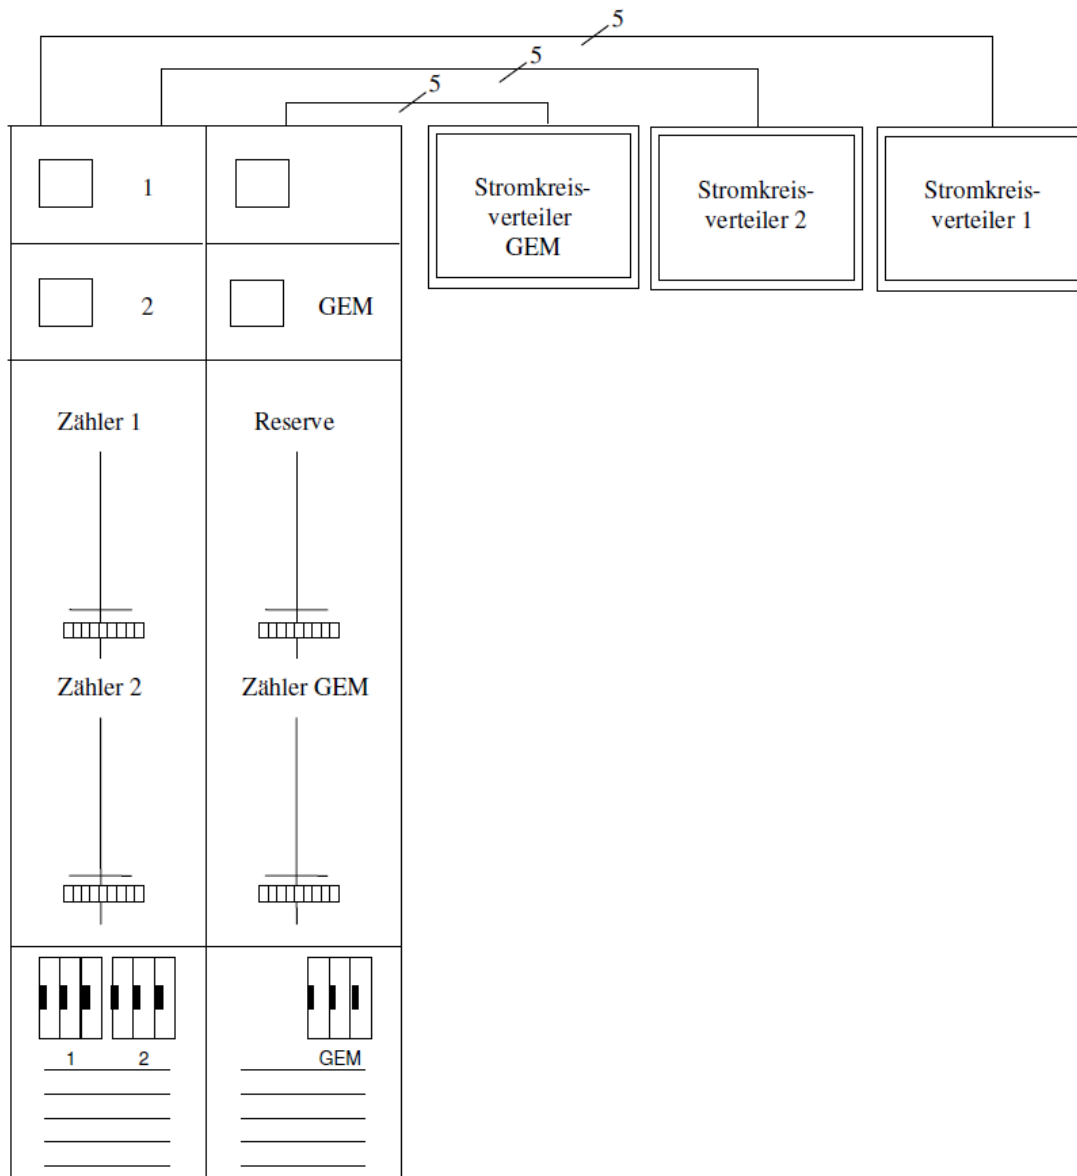 5
5
5
1
2
GEM
Stromkreis-
verteiler
GEM
Stromkreis-
verteiler 2
Stromkreis-
verteiler 1
Zähler 1
Reserve
Zähler 2
Zähler GEM
1
2
GEM